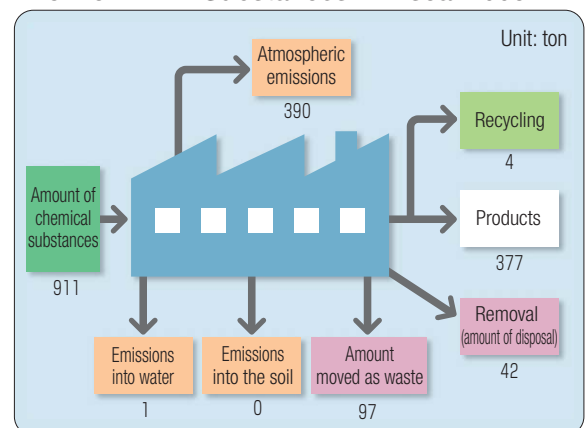 Unit: ton
Atmospheric
emissions
390
Recycling
4
Amount of
chemical
substances
911
Products
377
Removal
(amount of disposal)
42
Emissions
into water
1
Emissions
into the soil
0
Amount
moved as waste
97